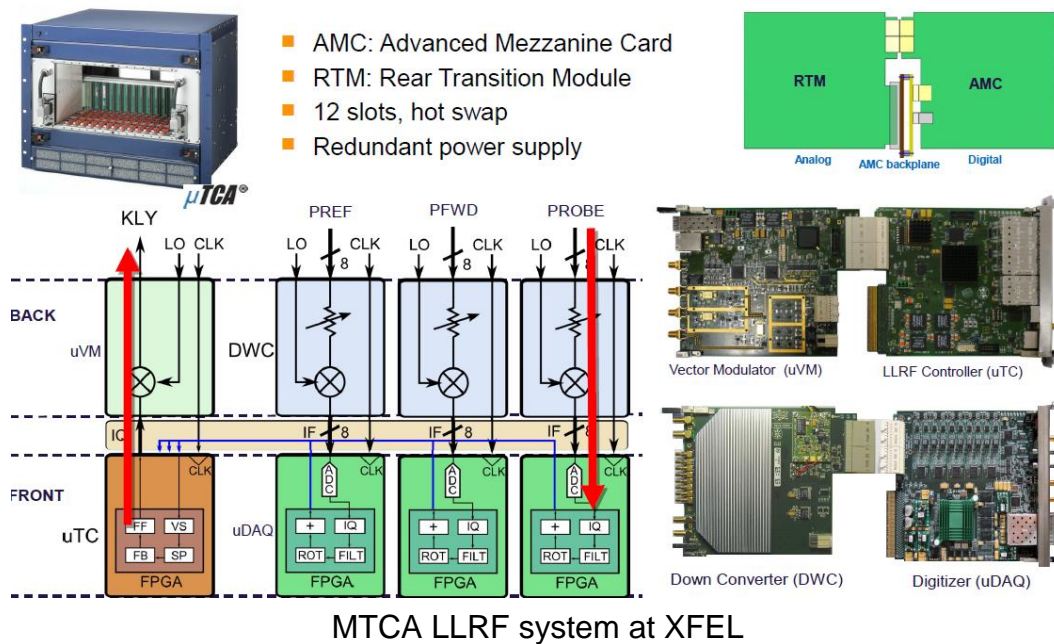 AMC: Advanced Mezzanine Card
RTM: Rear Transition Module
12 slots, hot swap
Redundant power supply
µTCA®
RTM
AMC
Analog
AMC backplane
Digital
KLY
PREF
PFWD
PROBE
LO CLK
LO CLK
LO CLK
LO CLK
8
8
8
BACK
uVM
DWC
IQ
IF 8
IF 8
IF 8
FRONT
uTC
uDAQ
CLK
CLK
CLK
CLK
ADC
ADC
ADC
FF VS
FB SP
FPGA
+ IQ
ROT FILT
FPGA
+ IQ
ROT FILT
FPGA
+ IQ
ROT FILT
FPGA
Vector Modulator (uVM)
LLRF Controller (uTC)
Down Converter (DWC)
Digitizer (uDAQ)
MTCA LLRF system at XFEL